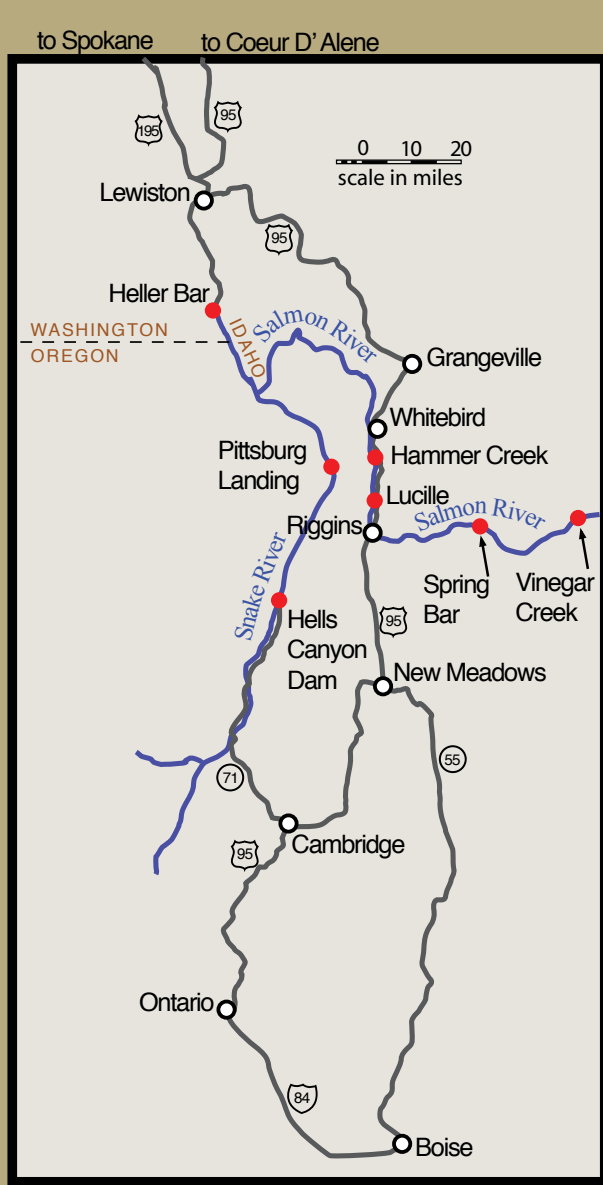 to Spokane
to Coeur D' Alene
195
95
0 10 20
scale in miles
Lewiston
95
Heller Bar
WASHINGTON
OREGON
IDAHO
Salmon River
Grangeville
Whitebird
Pittsburg
Landing
Hammer Creek
Lucille
Salmon River
Riggins
Snake River
Spring
Bar
Vinegar
Creek
Hells
Canyon
Dam
95
New Meadows
55
71
Cambridge
95
Ontario
84
Boise